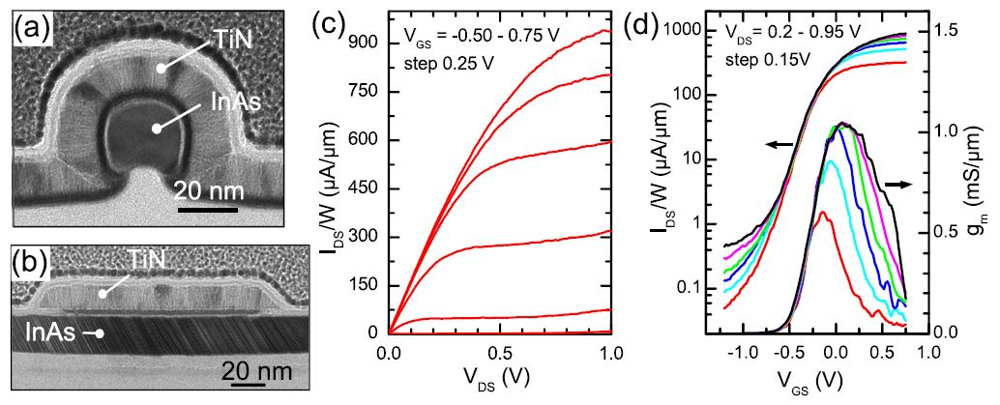 (a)
TiN
InAs
20 nm
(b)
TiN
InAs
20 nm
(c)
V_GS = -0.50 - 0.75 V
step 0.25 V
900
750
600
450
300
150
0
I_DS/W (µA/µm)
0.0
0.5
1.0
V_DS (V)
(d)
V_DS = 0.2 - 0.95 V
step 0.15V
1000
100
10
1
0.1
I_DS/W (µA/µm)
1.5
1.0
0.5
0.0
g_m (mS/µm)
-1.0
-0.5
0.0
0.5
1.0
V_GS (V)